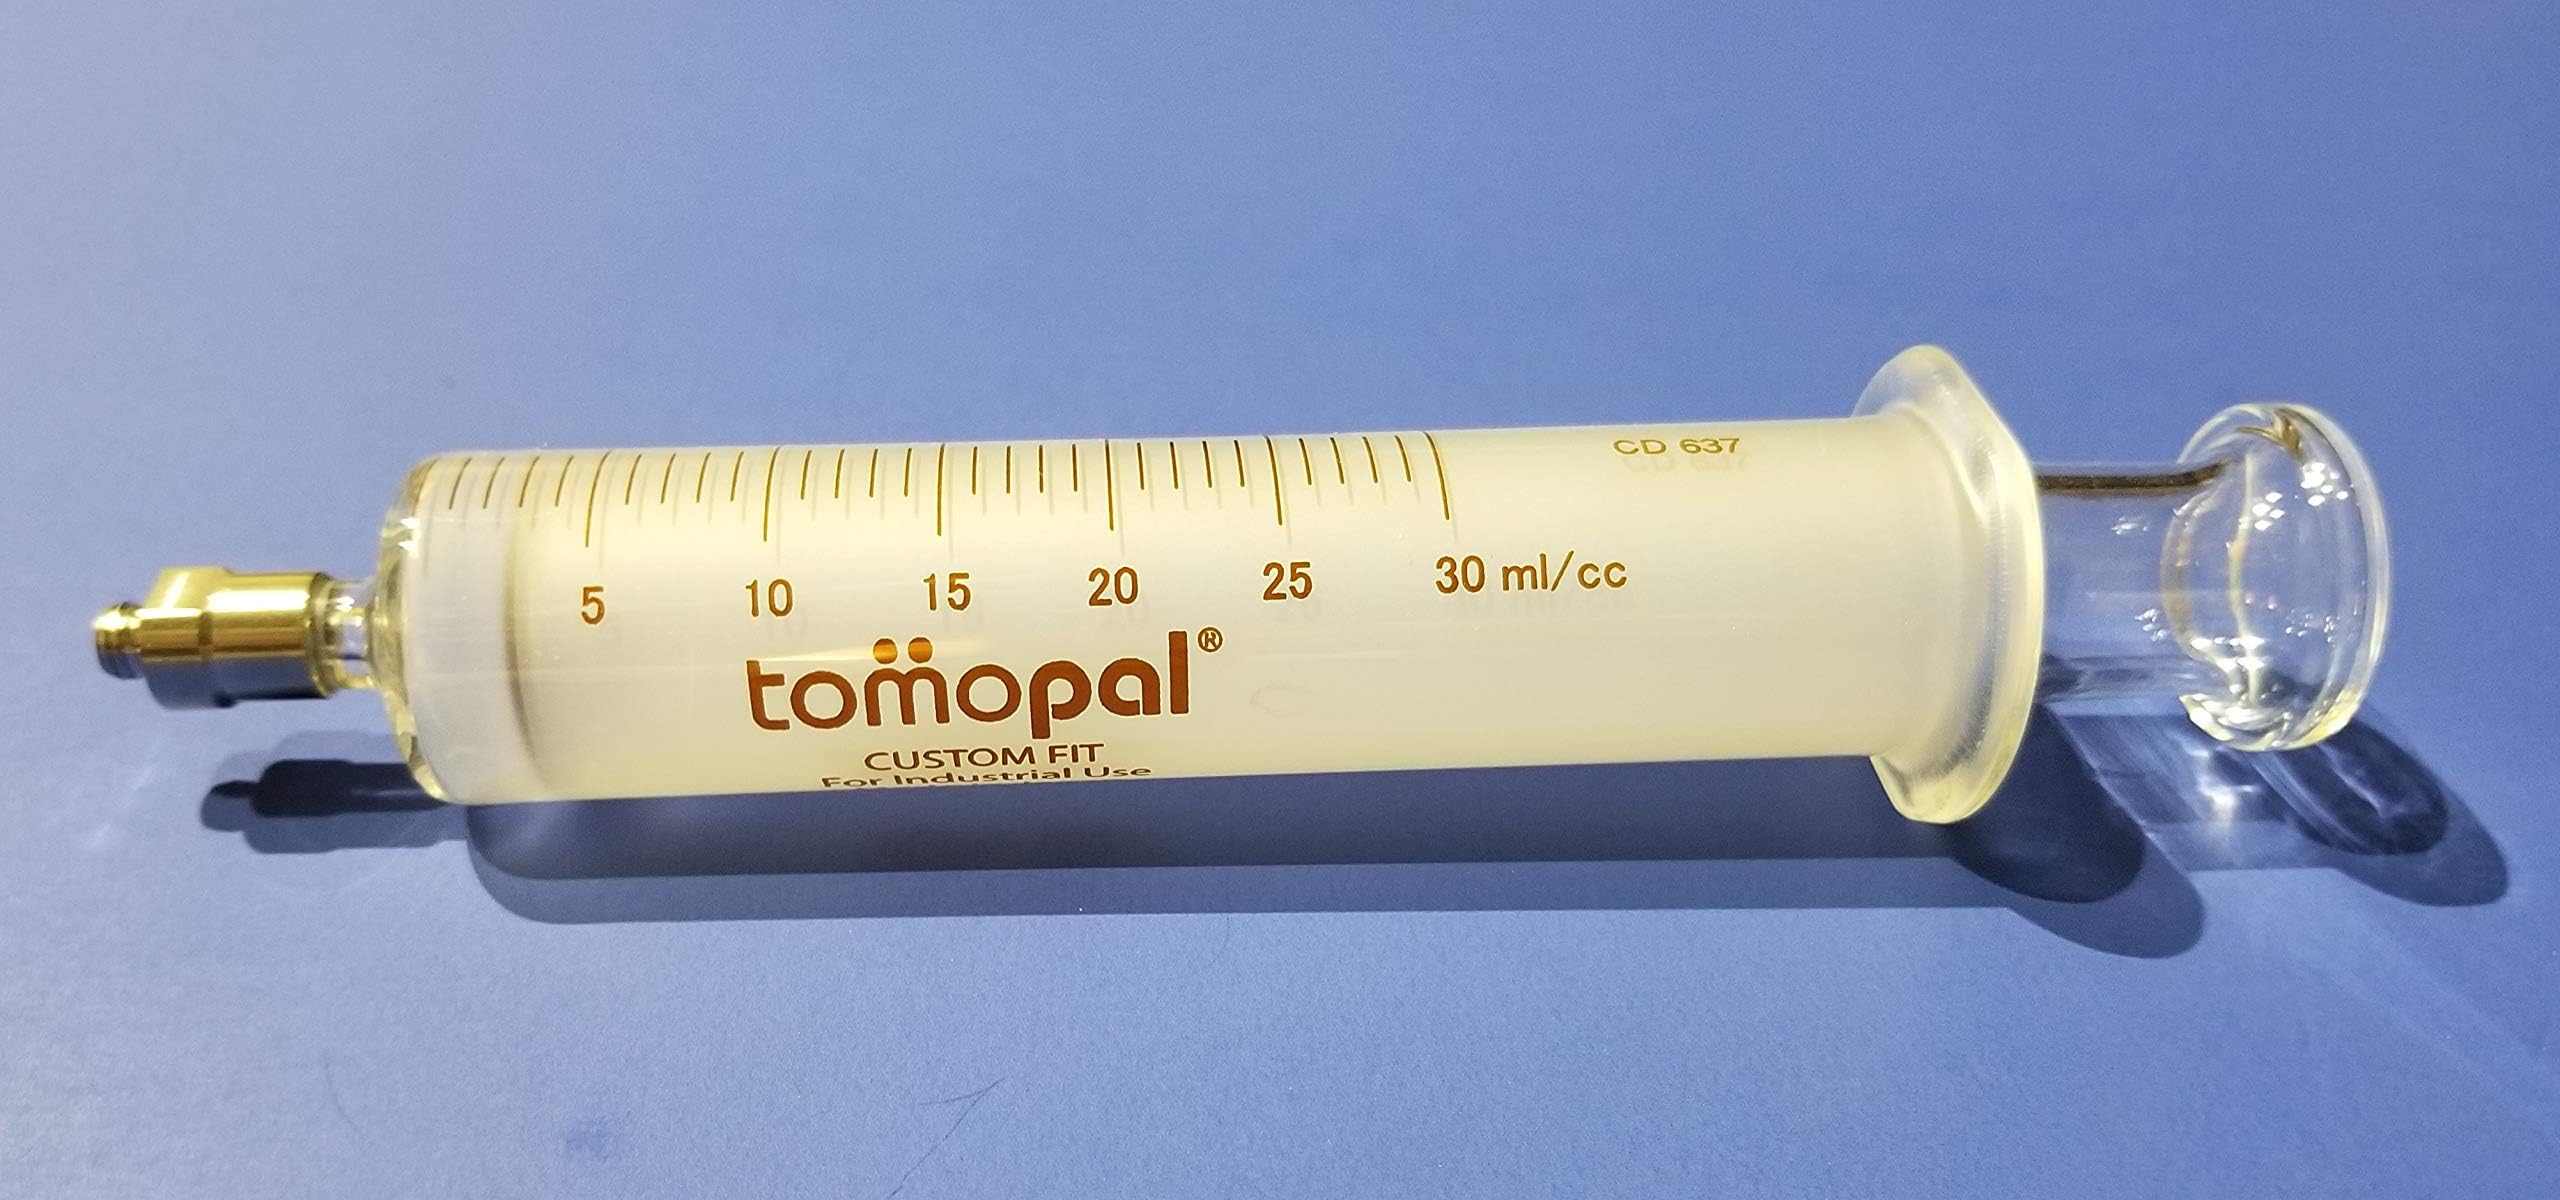 CD 637
5 10 15 20 25 30 ml/cc
tomopal®
CUSTOM FIT
For Industrial Use